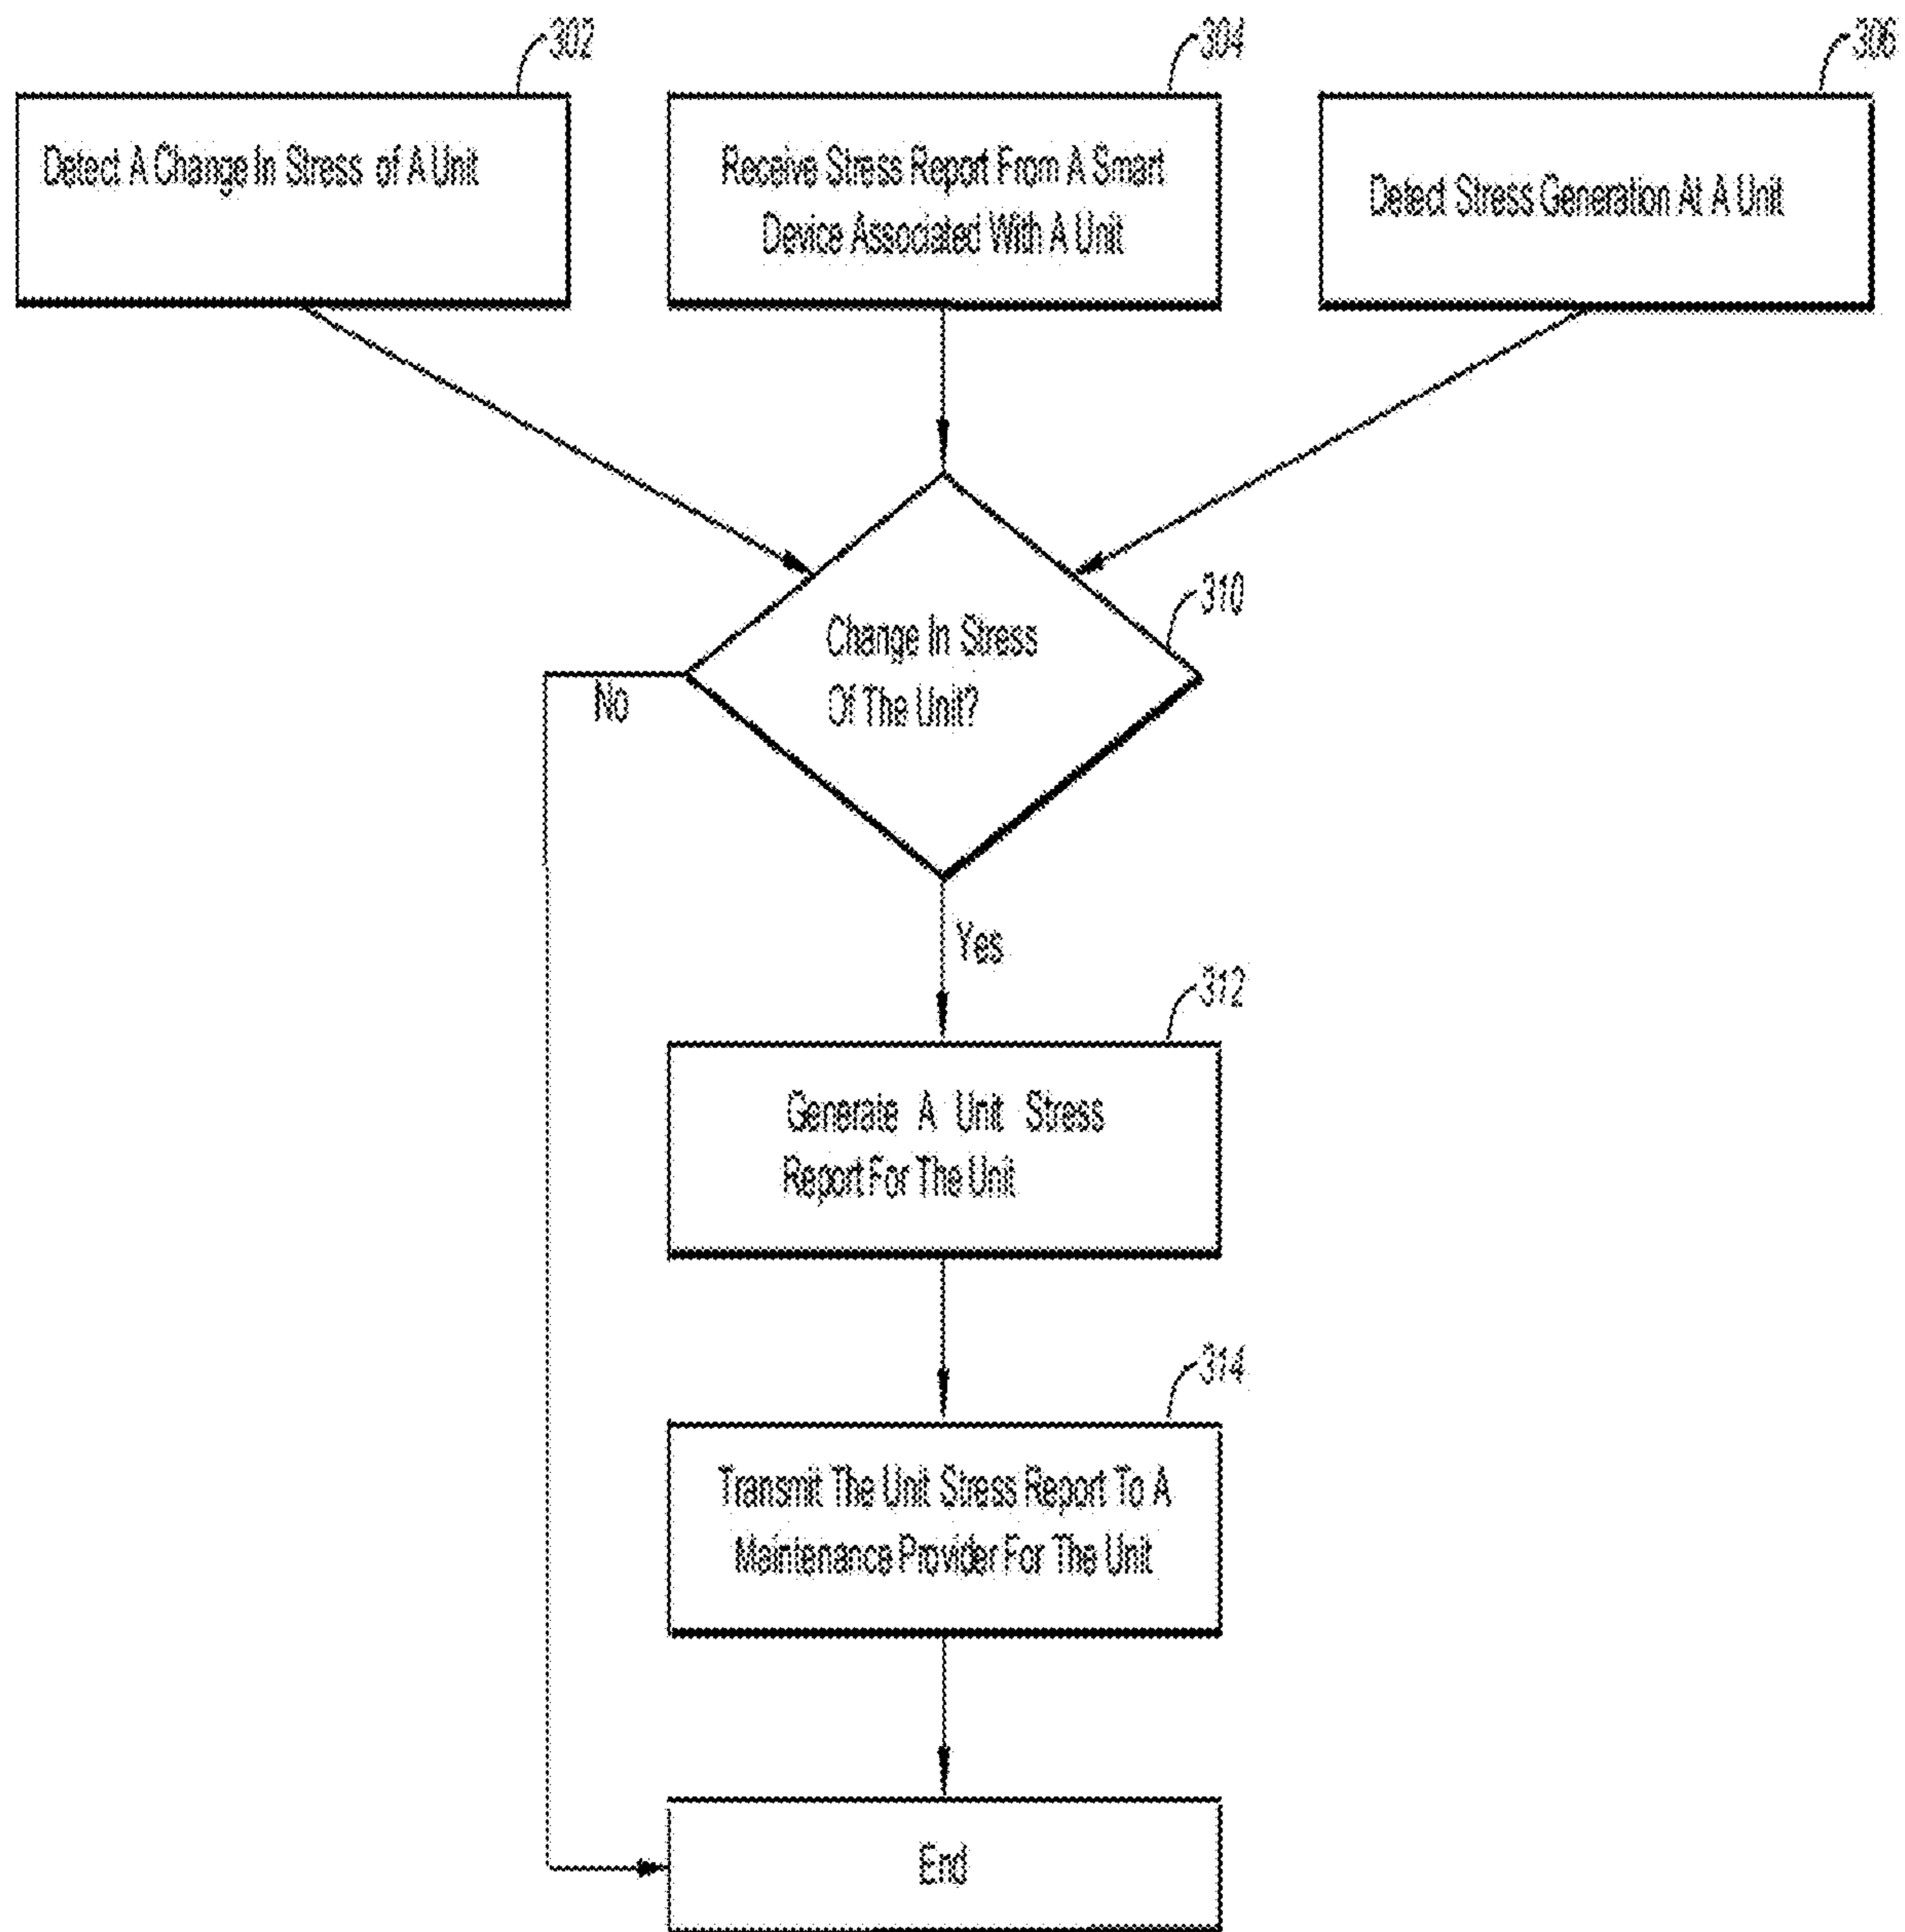 302
304
306
Detect A Change In Stress of A Unit
Receive Stress Report From A Smart
Device Associated With A Unit
Detect Stress Generation At A Unit
310
Change In Stress
Of The Unit?
No
Yes
312
Generate A Unit Stress
Report For The Unit
314
Transmit The Unit Stress Report To A
Maintenance Provider For The Unit
End